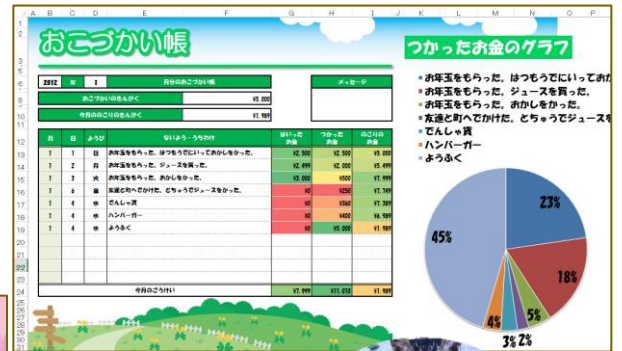 A B C D E F G H I J K L M N O P
おこづかい帳
つかったお金のグラフ
2012 年 1 月分のおこづかい帳 メッセージ
おこづかいのきんがく ¥5,000
今月ののこりのきんがく ¥1,989
月 日 ようび ないよう・うちわけ はいったお金 つかったお金 のこりのお金
1 1 日 お年玉をもらった。はつもうでにいっておかしをかった。 ¥2,500 ¥2,500 ¥5,000
1 2 月 お年玉をもらった。ジュースを買った。 ¥2,499 ¥2,000 ¥5,499
1 3 火 お年玉をもらった。おかしをかった。 ¥3,000 ¥500 ¥7,999
1 6 金 友達と町へでかけた。とちゅうでジュースをかった。 ¥0 ¥250 ¥7,749
1 4 水 でんしゃ賃 ¥0 ¥360 ¥7,389
1 4 水 ハンバーガー ¥0 ¥400 ¥6,989
1 4 水 ようふく ¥0 ¥5,000 ¥1,989
今月のごうけい ¥7,999 ¥11,010 ¥1,989
お年玉をもらった。はつもうでにいっておか
お年玉をもらった。ジュースを買った。
お年玉をもらった。おかしをかった。
友達と町へでかけた。とちゅうでジュースを
でんしゃ賃
ハンバーガー
ようふく
23%
45%
18%
5%
4%
3% 2%